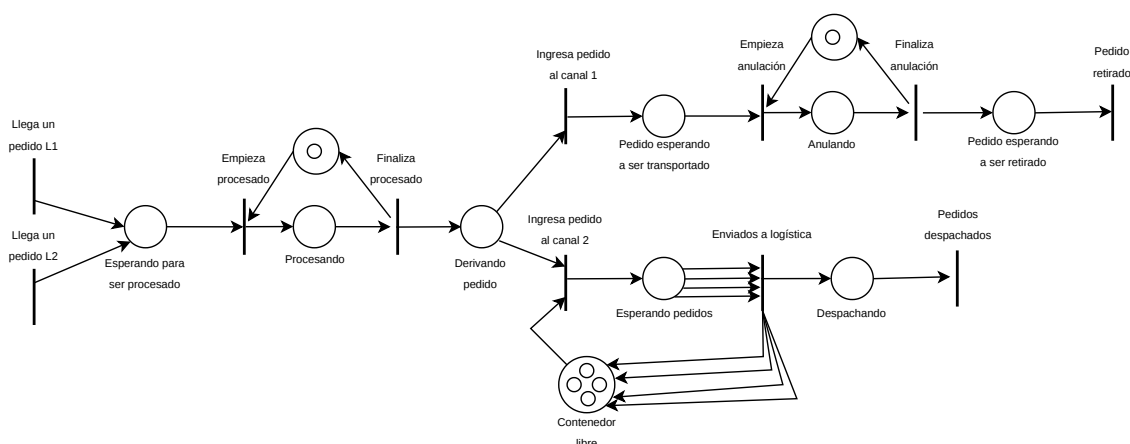 Llega un
pedido L1
Llega un
pedido L2
Esperando para
ser procesado
Empieza
procesado
Procesando
Finaliza
procesado
Derivando
pedido
Ingresa pedido
al canal 1
Pedido esperando
a ser transportado
Empieza
anulación
Anulando
Finaliza
anulación
Pedido esperando
a ser retirado
Pedido
retirado
Ingresa pedido
al canal 2
Esperando pedidos
Enviados a logística
Despachando
Pedidos
despachados
Contenedor
libre